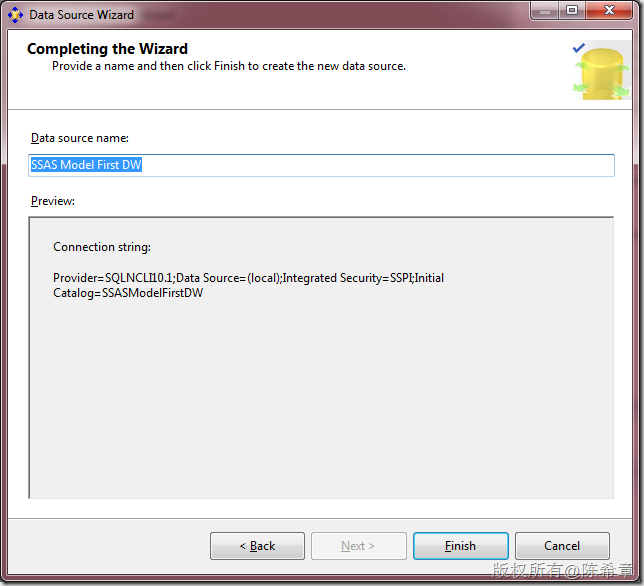 Data Source Wizard
Completing the Wizard
Provide a name and then click Finish to create the new data source.
Data source name:
SSAS Model First DW
Preview:
Connection string:
Provider=SQLNCLI10.1;Data Source=(local);Integrated Security=SSPI;Initial
Catalog=SSASModelFirstDW
< Back
Next >
Finish
Cancel
版权所有@陈希章